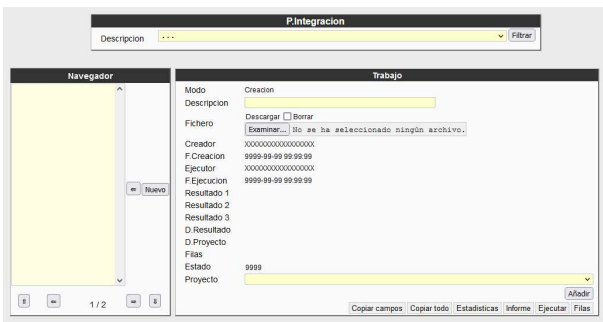 P.Integracion
Descripcion ... Filtrar
Navegador
⇐ Nuevo
⇑ ⇐ 1 / 2 ⇒ ⇓
Trabajo
Modo Creacion
Descripcion
Fichero Descargar Borrar
Examinar... No se ha seleccionado ningún archivo.
Creador XXXXXXXXXXXXXXXX
F.Creacion 9999-99-99 99:99:99
Ejecutor XXXXXXXXXXXXXXXX
F.Ejecucion 9999-99-99 99:99:99
Resultado 1
Resultado 2
Resultado 3
D.Resultado
D.Proyecto
Filas
Estado 9999
Proyecto
Añadir
Copiar campos Copiar todo Estadisticas Informe Ejecutar Filas